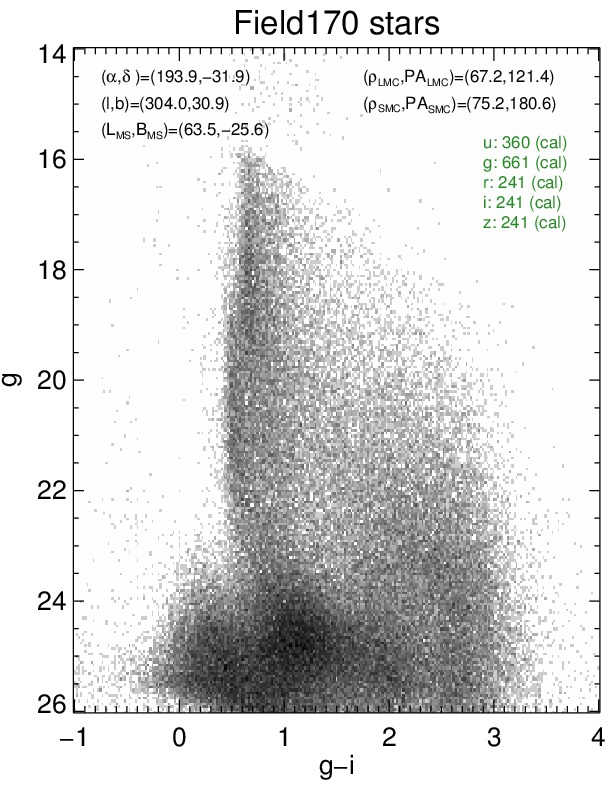 Field170 stars
(α,δ )=(193.9,−31.9)
(ρLMC,PALMC)=(67.2,121.4)
(l,b)=(304.0,30.9)
(ρSMC,PASMC)=(75.2,180.6)
(LMS,BMS)=(63.5,−25.6)
u: 360 (cal)
g: 661 (cal)
r: 241 (cal)
i: 241 (cal)
z: 241 (cal)
14
16
18
20
22
24
26
g
−1 0 1 2 3 4
g−i